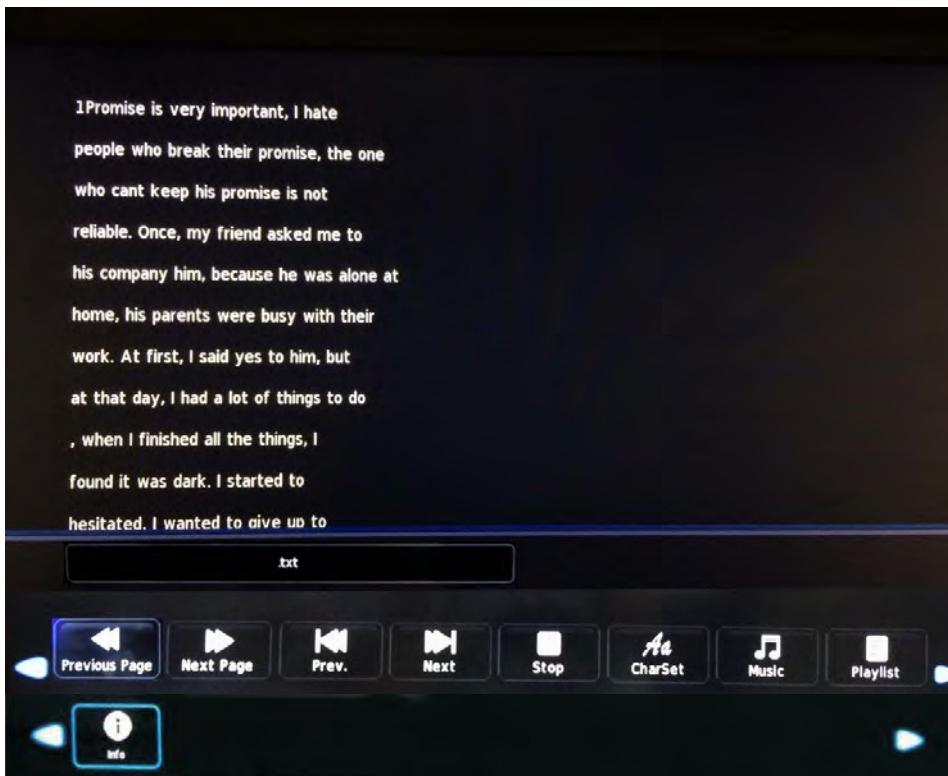 1Promise is very important, I hate
people who break their promise, the one
who cant keep his promise is not
reliable. Once, my friend asked me to
his company him, because he was alone at
home, his parents were busy with their
work. At first, I said yes to him, but
at that day, I had a lot of things to do
, when I finished all the things, I
found it was dark. I started to
hesitated. I wanted to give up to
.txt
Previous Page
Next Page
Prev.
Next
Stop
Aa
CharSet
Music
Playlist
Info